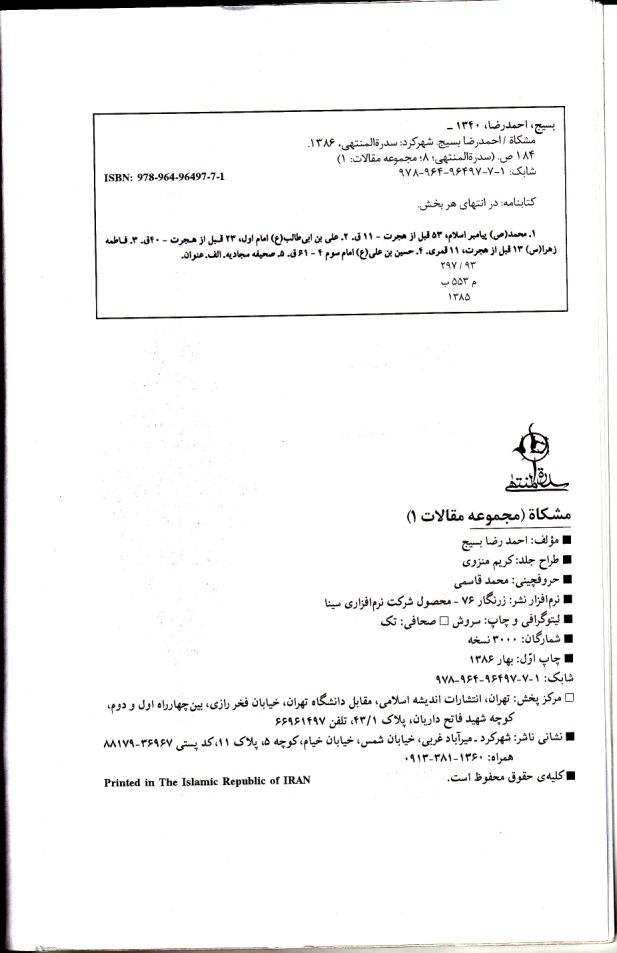 بسیج، احمدرضا، ۱۳۴۰ ـ
مشکاة / احمدرضا بسیج. شهرکرد: سدرةالمنتهی، ۱۳۸۶.
۱۸۴ ص. (سدرةالمنتهی؛ ۸؛ مجموعه مقالات: ۱)
شابک: ۱-۷-۹۶۴۹۷-۹۶۴-۹۷۸
ISBN: 978-964-96497-7-1
کتابنامه: در انتهای هر بخش.
۱. محمد(ص) پیامبر اسلام، ۵۳ قبل از هجرت - ۱۱ ق. ۲. علی بن ابی‌طالب(ع) امام اول، ۲۳ قبل از هجرت - ۴۰ق. ۳. فاطمه
زهرا(س) ۱۳ قبل از هجرت، ۱۱ قمری. ۴. حسین بن علی(ع) امام سوم ۴ - ۶۱ ق. ۵. صحیفه سجادیه. الف. عنوان.
۲۹۷/۹۳
م ۵۵۳ ب
۱۳۸۵
سدرةالمنتهی
مشکاة (مجموعه مقالات ۱)
■ مؤلف: احمد رضا بسیج
■ طراح جلد: کریم منزوی
■ حروفچینی: محمد قاسمی
■ نرم‌افزار نشر: زرنگار ۷۶ - محصول شرکت نرم‌افزاری سینا
■ لیتوگرافی و چاپ: سروش □ صحافی: تک
■ شمارگان: ۳۰۰۰ نسخه
■ چاپ اوّل: بهار ۱۳۸۶
شابک: ۱-۷-۹۶۴۹۷-۹۶۴-۹۷۸
□ مرکز پخش: تهران، انتشارات اندیشه اسلامی، مقابل دانشگاه تهران، خیابان فخر رازی، بین‌چهارراه اول و دوم،
کوچه شهید فاتح داریان، پلاک ۴۳/۱، تلفن ۶۶۹۶۱۴۹۷
■ نشانی ناشر: شهرکرد ـ میرآباد غربی، خیابان شمس، خیابان خیام، کوچه ۵، پلاک ۱۱، کد پستی ۳۶۹۶۷-۸۸۱۷۹
همراه: ۱۳۶۰-۳۸۱-۰۹۱۳
■ کلیه‌ی حقوق محفوظ است.
Printed in The Islamic Republic of IRAN